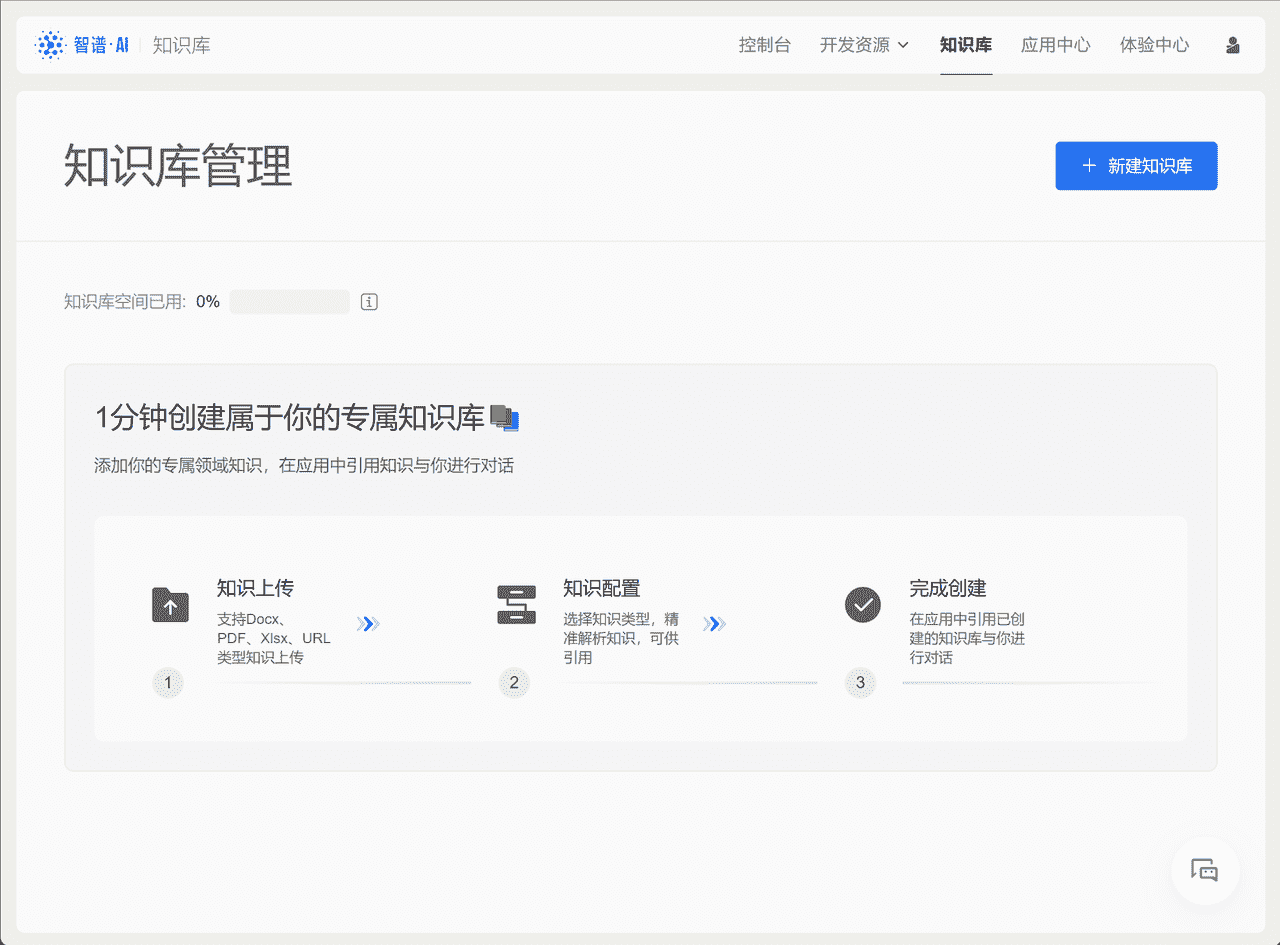 智谱·AI 知识库 控制台 开发资源 知识库 应用中心 体验中心
知识库管理
+ 新建知识库
知识库空间已用: 0%
1分钟创建属于你的专属知识库
添加你的专属领域知识，在应用中引用知识与你进行对话
知识上传
支持Docx、
PDF、Xlsx、URL
类型知识上传
1
知识配置
选择知识类型，精
准解析知识，可供
引用
2
完成创建
在应用中引用已创
建的知识库与你进
行对话
3